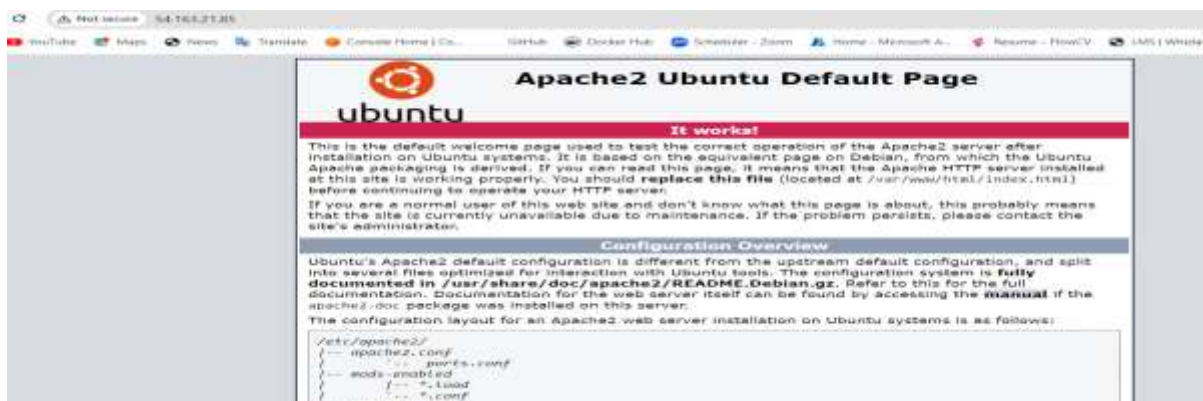 Not secure 54.163.21.85
YouTube Maps News Translate Console Home | Co... GitHub Docker Hub Scheduler - Zoom Home - Microsoft A... Resume - FlowCV LMS |
Apache2 Ubuntu Default Page
ubuntu
It works!
This is the default welcome page used to test the correct operation of the Apache2 server after
installation on Ubuntu systems. It is based on the equivalent page on Debian, from which the Ubuntu
Apache packaging is derived. If you can read this page, it means that the Apache HTTP server installed
at this site is working properly. You should replace this file (located at /var/www/html/index.html)
before continuing to operate your HTTP server.
If you are a normal user of this web site and don't know what this page is about, this probably means
that the site is currently unavailable due to maintenance. If the problem persists, please contact the
site's administrator.
Configuration Overview
Ubuntu's Apache2 default configuration is different from the upstream default configuration, and split
into several files optimized for interaction with Ubuntu tools. The configuration system is fully
documented in /usr/share/doc/apache2/README.Debian.gz. Refer to this for the full
documentation. Documentation for the web server itself can be found by accessing the manual if the
apache2-doc package was installed on this server.
The configuration layout for an Apache2 web server installation on Ubuntu systems is as follows:
/etc/apache2/
|-- apache2.conf
| `-- ports.conf
|-- mods-enabled
| |-- *.load
| `-- *.conf